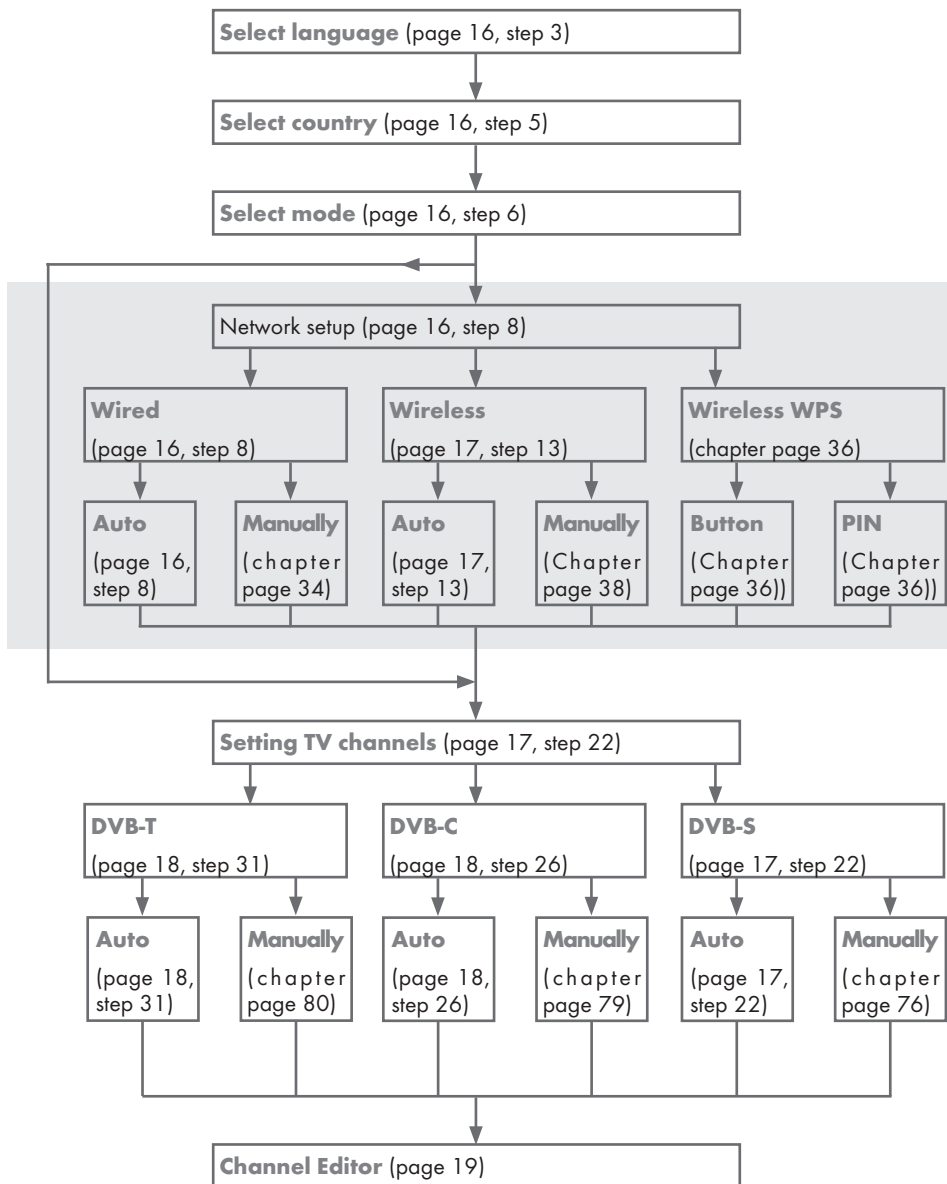 Select language (page 16, step 3)
Select country (page 16, step 5)
Select mode (page 16, step 6)
Network setup (page 16, step 8)
Wired
(page 16, step 8)
Wireless
(page 17, step 13)
Wireless WPS
(chapter page 36)
Auto
(page 16,
step 8)
Manually
(chapter
page 34)
Auto
(page 17,
step 13)
Manually
(Chapter
page 38)
Button
(Chapter
page 36))
PIN
(Chapter
page 36))
Setting TV channels (page 17, step 22)
DVB-T
(page 18, step 31)
DVB-C
(page 18, step 26)
DVB-S
(page 17, step 22)
Auto
(page 18,
step 31)
Manually
(chapter
page 80)
Auto
(page 18,
step 26)
Manually
(chapter
page 79)
Auto
(page 17,
step 22)
Manually
(chapter
page 76)
Channel Editor (page 19)